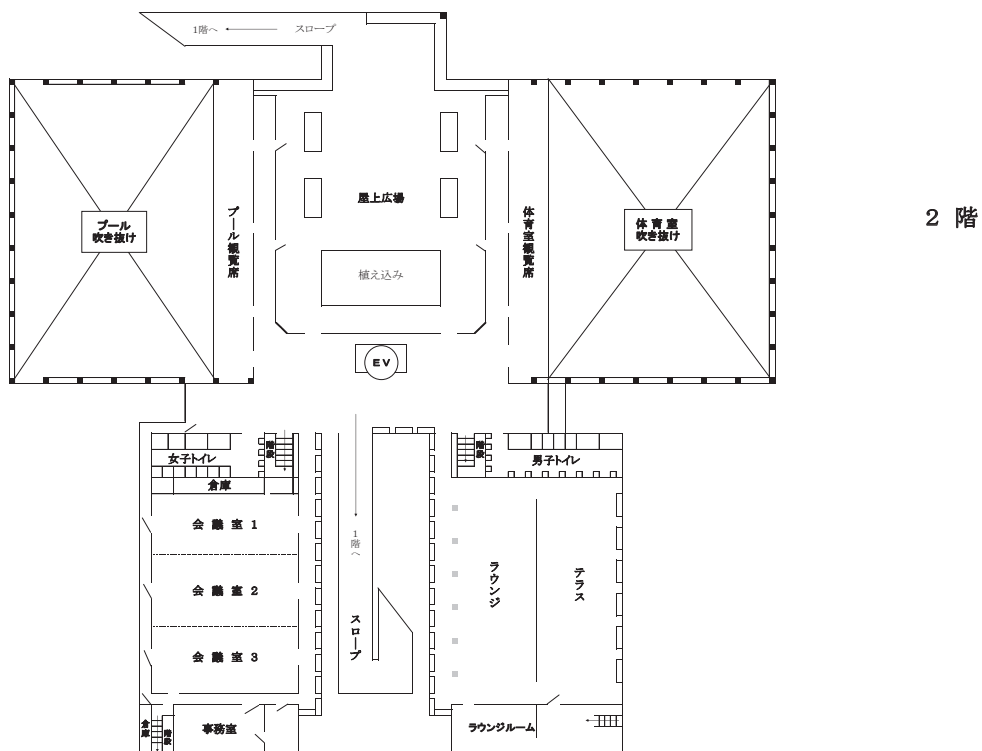 1階へ
スロープ
2 階
プール
吹き抜け
プール観覧席
屋上広場
体育室観覧席
体 育 室
吹き抜け
植え込み
EV
女子トイレ
階段
階段
男子トイレ
倉庫
会 議 室 1
1階へ
会 議 室 2
ラウンジ
テラス
スロープ
会 議 室 3
倉庫
階段
事務室
ラウンジルーム